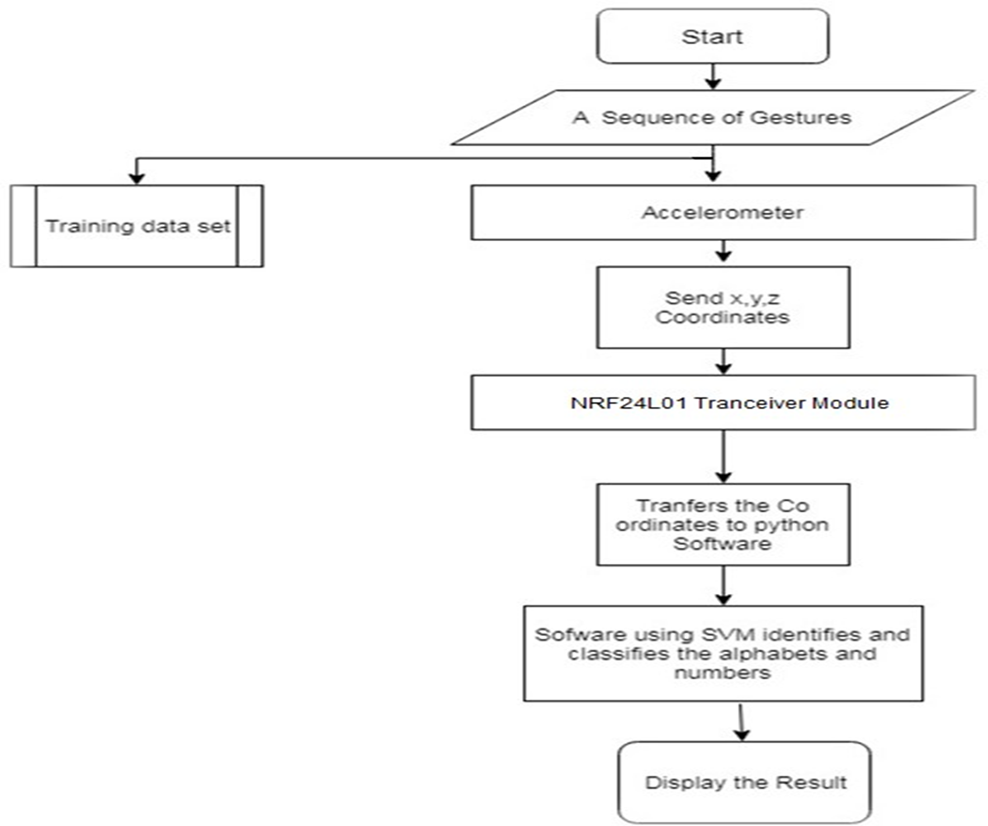 Start
A Sequence of Gestures
Training data set
Accelerometer
Send x,y,z
Coordinates
NRF24L01 Tranceiver Module
Tranfers the Co
ordinates to python
Software
Sofware using SVM identifies and
classifies the alphabets and
numbers
Display the Result